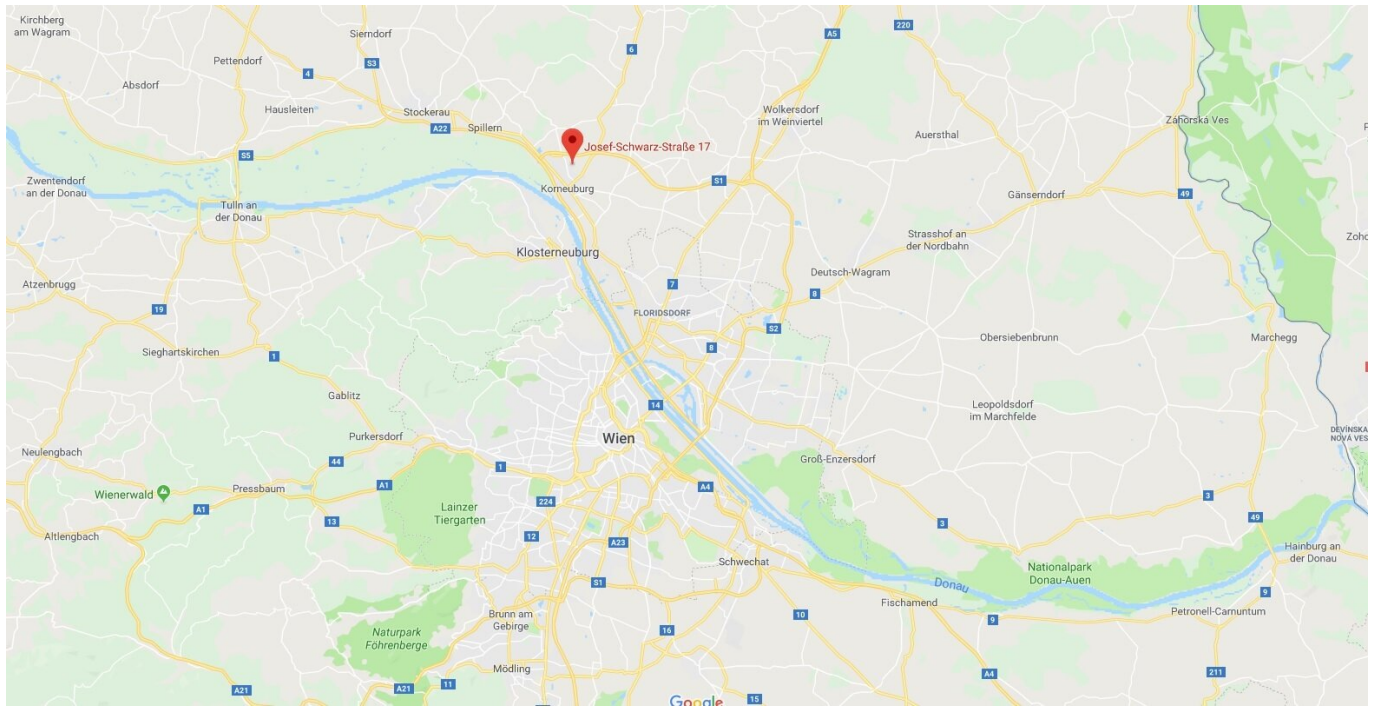 Kirchberg
am Wagram
Sierndorf
Pettendorf
S3
6
A5
220
4
Absdorf
Hausleiten
Stockerau
A22
Spillern
Wolkersdorf
im Weinviertel
Auersthal
Záhorská Ves
Josef-Schwarz-Straße 17
S5
Zwentendorf
an der Donau
Korneuburg
S1
Gänserndorf
49
Tulln an
der Donau
Strasshof an
der Nordbahn
Zoho
Klosterneuburg
Deutsch-Wagram
Atzenbrugg
7
8
19
FLORIDSDORF
S2
Obersiebenbrunn
Marchegg
Sieghartskirchen
1
8
Gablitz
14
Leopoldsdorf
im Marchfelde
Purkersdorf
Wien
DEVÍNSKA
NOVÁ VES
Neulengbach
44
1
Groß-Enzersdorf
Wienerwald
Pressbaum
A1
A4
3
A1
224
Lainzer
Tiergarten
13
3
49
Altlengbach
12
A23
Hainburg an
der Donau
Schwechat
Nationalpark
Donau-Auen
S1
Donau
9
Fischamend
Petronell-Carnuntum
Brunn am
Gebirge
10
9
Naturpark
Föhrenberge
16
Mödling
211
A21
A21
11
A4
Google
15